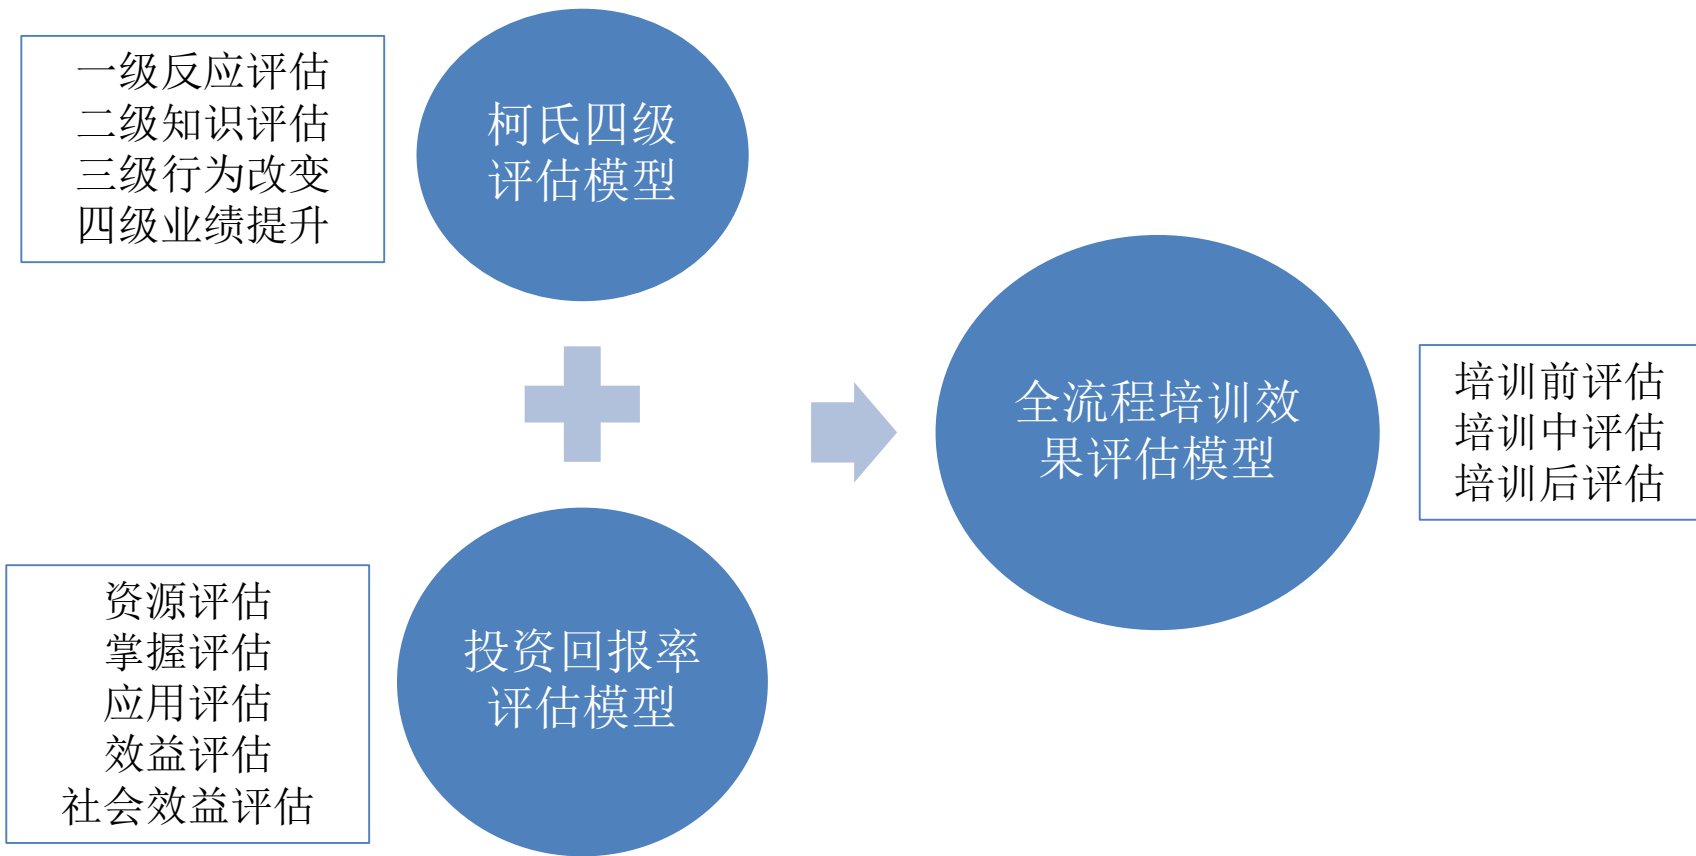 一级反应评估
二级知识评估
三级行为改变
四级业绩提升
柯氏四级
评估模型
资源评估
掌握评估
应用评估
效益评估
社会效益评估
投资回报率
评估模型
全流程培训效
果评估模型
培训前评估
培训中评估
培训后评估